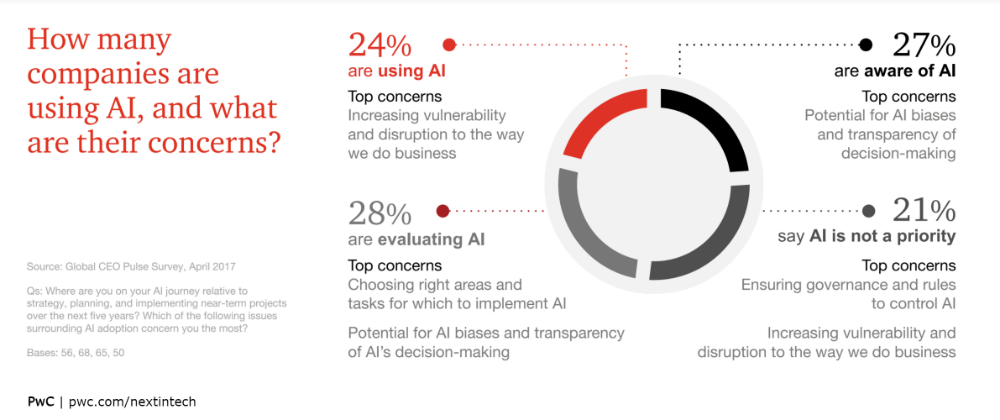 How many
companies are
using AI, and what
are their concerns?
24%
are using AI
Top concerns
Increasing vulnerability
and disruption to the way
we do business
27%
are aware of AI
Top concerns
Potential for AI biases
and transparency of
decision-making
28%
are evaluating AI
Top concerns
Choosing right areas and
tasks for which to implement AI
Potential for AI biases and transparency
of AI's decision-making
21%
say AI is not a priority
Top concerns
Ensuring governance and rules
to control AI
Increasing vulnerability and
disruption to the way we do business
Source: Global CEO Pulse Survey, April 2017
Qs: Where are you on your AI journey relative to
strategy, planning, and implementing near-term projects
over the next five years? Which of the following issues
surrounding AI adoption concern you the most?
Bases: 56, 68, 65, 50
PwC | pwc.com/nextintech